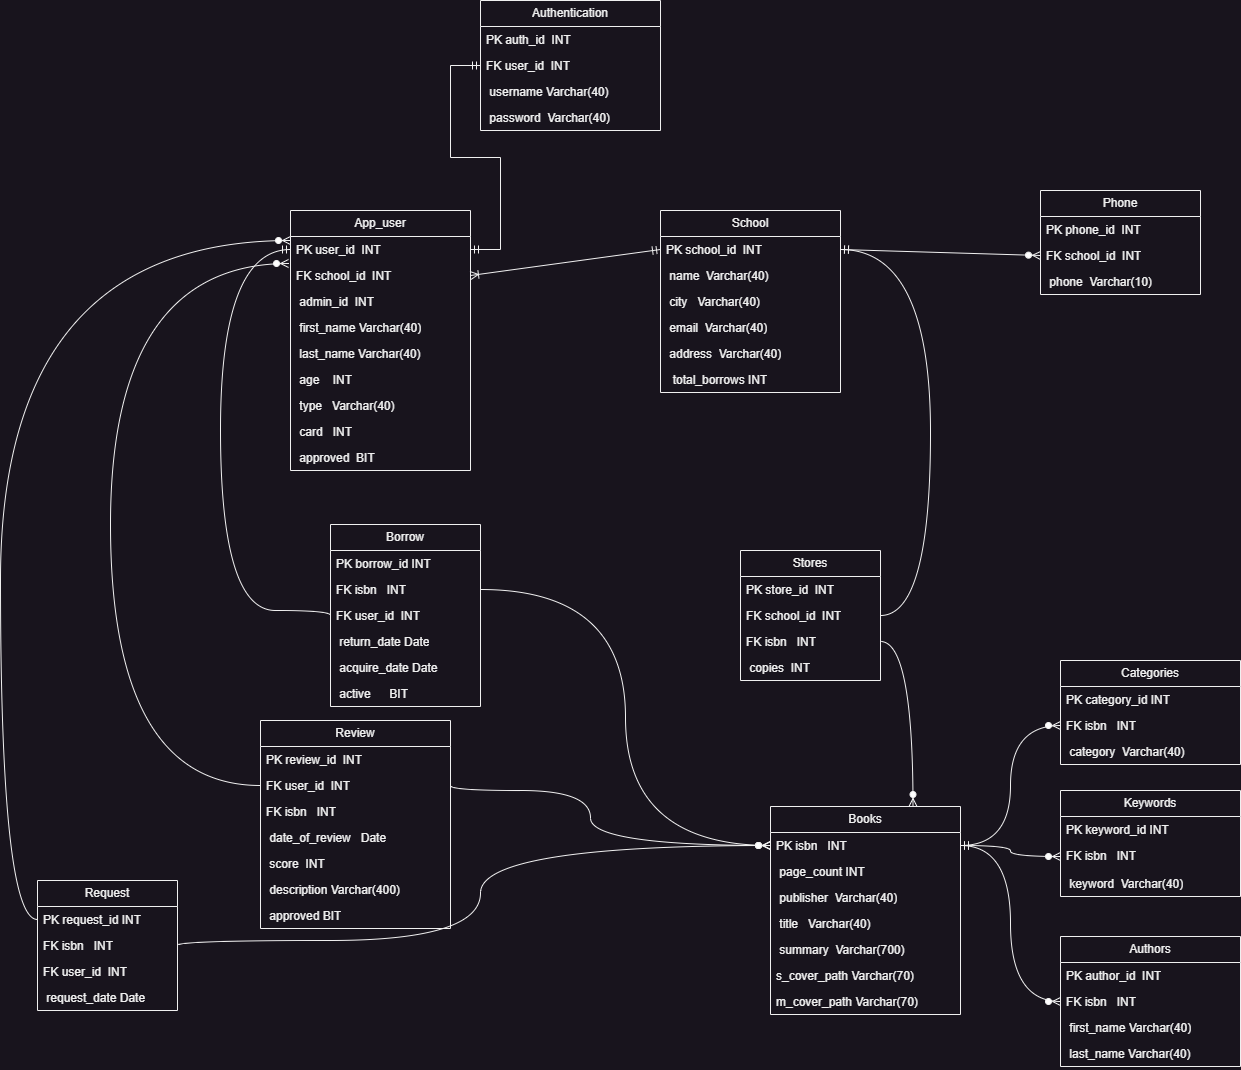 Authentication
PK auth_id INT
FK user_id INT
username Varchar(40)
password Varchar(40)
App_user
PK user_id INT
FK school_id INT
admin_id INT
first_name Varchar(40)
last_name Varchar(40)
age INT
type Varchar(40)
card INT
approved BIT
School
PK school_id INT
name Varchar(40)
city Varchar(40)
email Varchar(40)
address Varchar(40)
total_borrows INT
Phone
PK phone_id INT
FK school_id INT
phone Varchar(10)
Borrow
PK borrow_id INT
FK isbn INT
FK user_id INT
return_date Date
acquire_date Date
active BIT
Stores
PK store_id INT
FK school_id INT
FK isbn INT
copies INT
Categories
PK category_id INT
FK isbn INT
category Varchar(40)
Review
PK review_id INT
FK user_id INT
FK isbn INT
date_of_review Date
score INT
description Varchar(400)
approved BIT
Books
PK isbn INT
page_count INT
publisher Varchar(40)
title Varchar(40)
summary Varchar(700)
s_cover_path Varchar(70)
m_cover_path Varchar(70)
Keywords
PK keyword_id INT
FK isbn INT
keyword Varchar(40)
Request
PK request_id INT
FK isbn INT
FK user_id INT
request_date Date
Authors
PK author_id INT
FK isbn INT
first_name Varchar(40)
last_name Varchar(40)